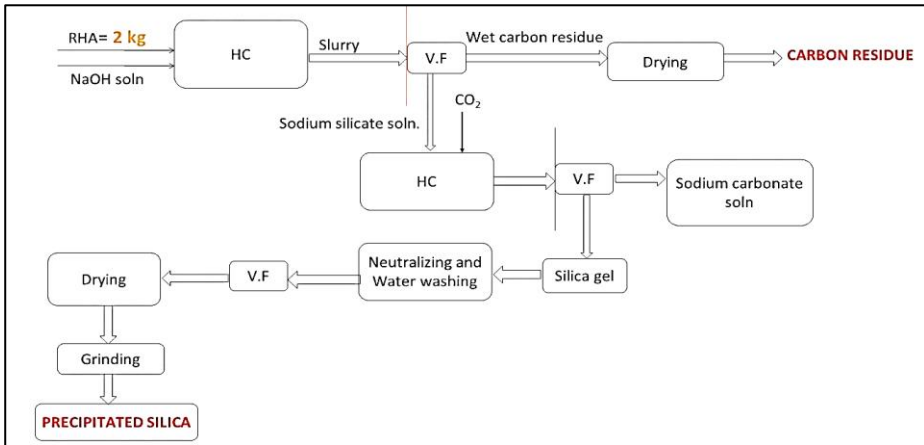 RHA= 2 kg
NaOH soln
HC
Slurry
V.F
Wet carbon residue
Drying
CARBON RESIDUE
Sodium silicate soln.
CO₂
HC
V.F
Sodium carbonate
soln
Silica gel
Neutralizing and
Water washing
V.F
Drying
Grinding
PRECIPITATED SILICA